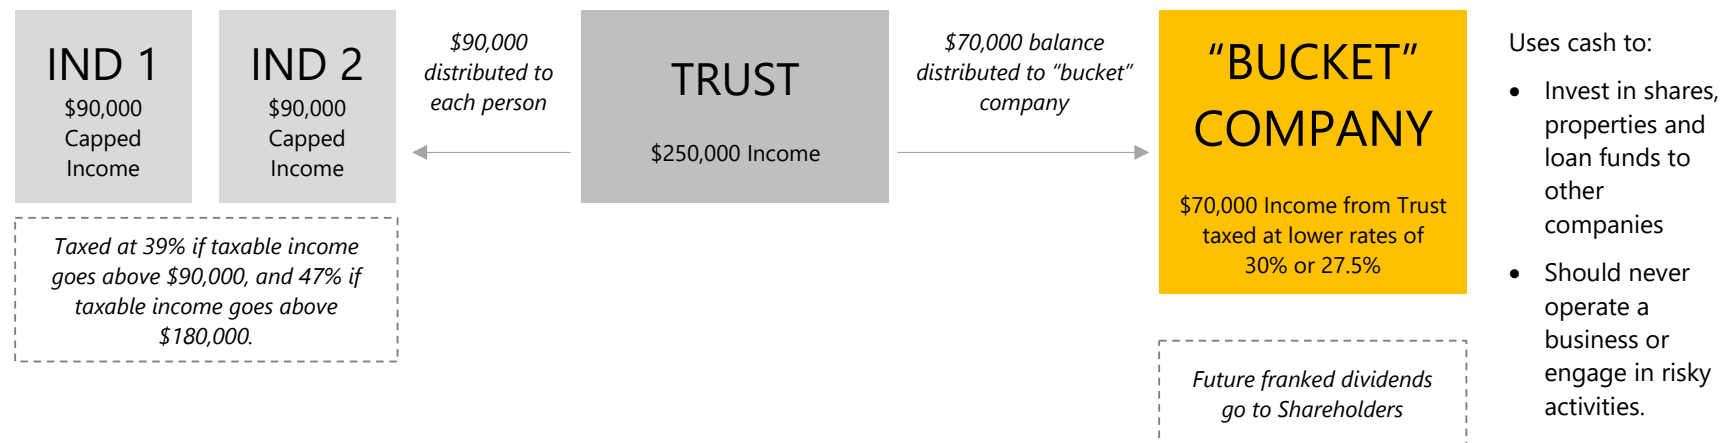 IND 1
$90,000
Capped
Income
IND 2
$90,000
Capped
Income
Taxed at 39% if taxable income
goes above $90,000, and 47% if
taxable income goes above
$180,000.
$90,000
distributed to
each person
TRUST
$250,000 Income
$70,000 balance
distributed to “bucket”
company
“BUCKET”
COMPANY
$70,000 Income from Trust
taxed at lower rates of
30% or 27.5%
Future franked dividends
go to Shareholders
Uses cash to:
• Invest in shares,
properties and
loan funds to
other
companies
• Should never
operate a
business or
engage in risky
activities.